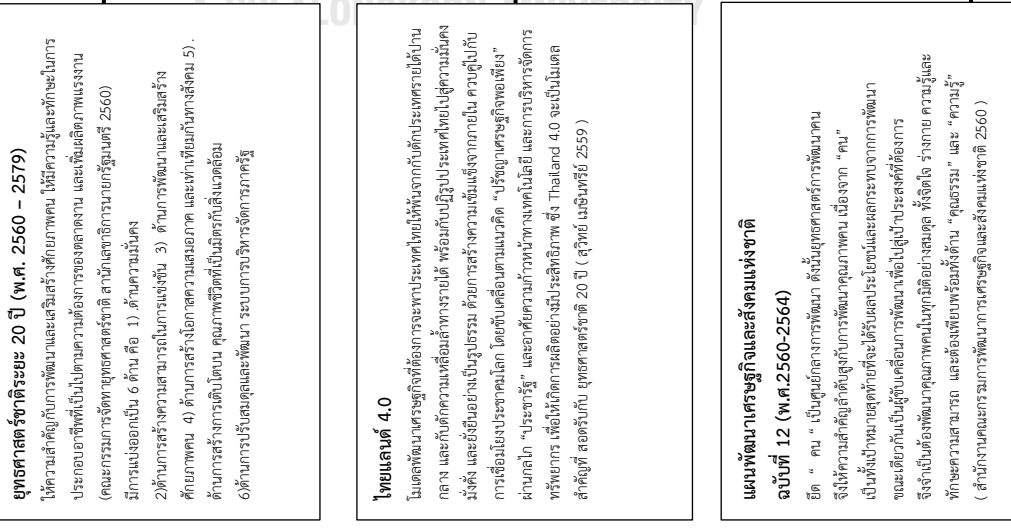 ยุทธศาสตร์ชาติระยะ 20 ปี (พ.ศ. 2560 – 2579)
ให้ความสำคัญกับการพัฒนาและเสริมสร้างศักยภาพคน ให้มีความรู้และทักษะในการ
ประกอบอาชีพที่เป็นไปตามความต้องการของตลาดงาน และเพิ่มผลิตภาพแรงงาน
(คณะกรรมการจัดทายุทธศาสตร์ชาติ สานักเลขาธิการนายกรัฐมนตรี 2560)
มีการแบ่งออกเป็น 6 ด้าน คือ 1) .ด้านความมั่นคง
2)ด้านการสร้างความสามารถในการแข่งขัน 3) ด้านการพัฒนาและเสริมสร้าง
ศักยภาพคน 4) ด้านการสร้างโอกาสความเสมอภาค และเท่าเทียมกันทางสังคม 5) .
ด้านการสร้างการเติบโตบน คุณภาพชีวิตที่เป็นมิตรกับสิ่งแวดล้อม
6)ด้านการปรับสมดุลและพัฒนา ระบบการบริหารจัดการภาครัฐ
ไทยแลนด์ 4.0
โมเดลพัฒนาเศรษฐกิจที่ต้องการจะพาประเทศไทยให้พ้นจากกับดักประเทศรายได้ปาน
กลาง และกับดักความเหลื่อมล้ำทางรายได้ พร้อมกับปฏิรูปประเทศไทยไปสู่ความมั่นคง
มั่งคั่ง และยั่งยืนอย่างเป็นรูปธรรม ด้วยการสร้างความเข้มแข็งจากภายใน ควบคู่ไปกับ
การเชื่อมโยงประชาคมโลก โดยขับเคลื่อนตามแนวคิด “ปรัชญาเศรษฐกิจพอเพียง”
ผ่านกลไก “ประชารัฐ” และอาศัยความก้าวหน้าทางเทคโนโลยี และการบริหารจัดการ
ทรัพยากร เพื่อให้เกิดการผลิตอย่างมีประสิทธิภาพ ซึ่ง Thailand 4.0 จะเป็นโมเดล
สำคัญที่ สอดรับกับ ยุทธศาสตร์ชาติ 20 ปี ( สุวิทย์ เมษินทรีย์ 2559 )
แผนพัฒนาเศรษฐกิจและสังคมแห่งชาติ
ฉบับที่ 12 (พ.ศ.2560-2564)
ยึด “ คน “ เป็นศูนย์กลางการพัฒนา ดังนั้นยุทธศาสตร์การพัฒนาคน
จึงให้ความสำคัญลำดับสูงกับการพัฒนาคุณภาพคน เนื่องจาก “คน”
เป็นทั้งเป้าหมายสุดท้ายที่จะได้รับผลประโยชน์และผลกระทบจากการพัฒนา
ขณะเดียวกันเป็นผู้ขับเคลื่อนการพัฒนาเพื่อไปสู่เป้าประสงค์ที่ต้องการ
จึงจำเป็นต้องพัฒนาคุณภาพคนในทุกมิติอย่างสมดุล ทั้งจิตใจ ร่างกาย ความรู้และ
ทักษะความสามารถ และต้องเพียบพร้อมทั้งด้าน “คุณธรรม” และ “ความรู้”
( สำนักงานคณะกรรมการพัฒนาการเศรษฐกิจและสังคมแห่งชาติ 2560 )